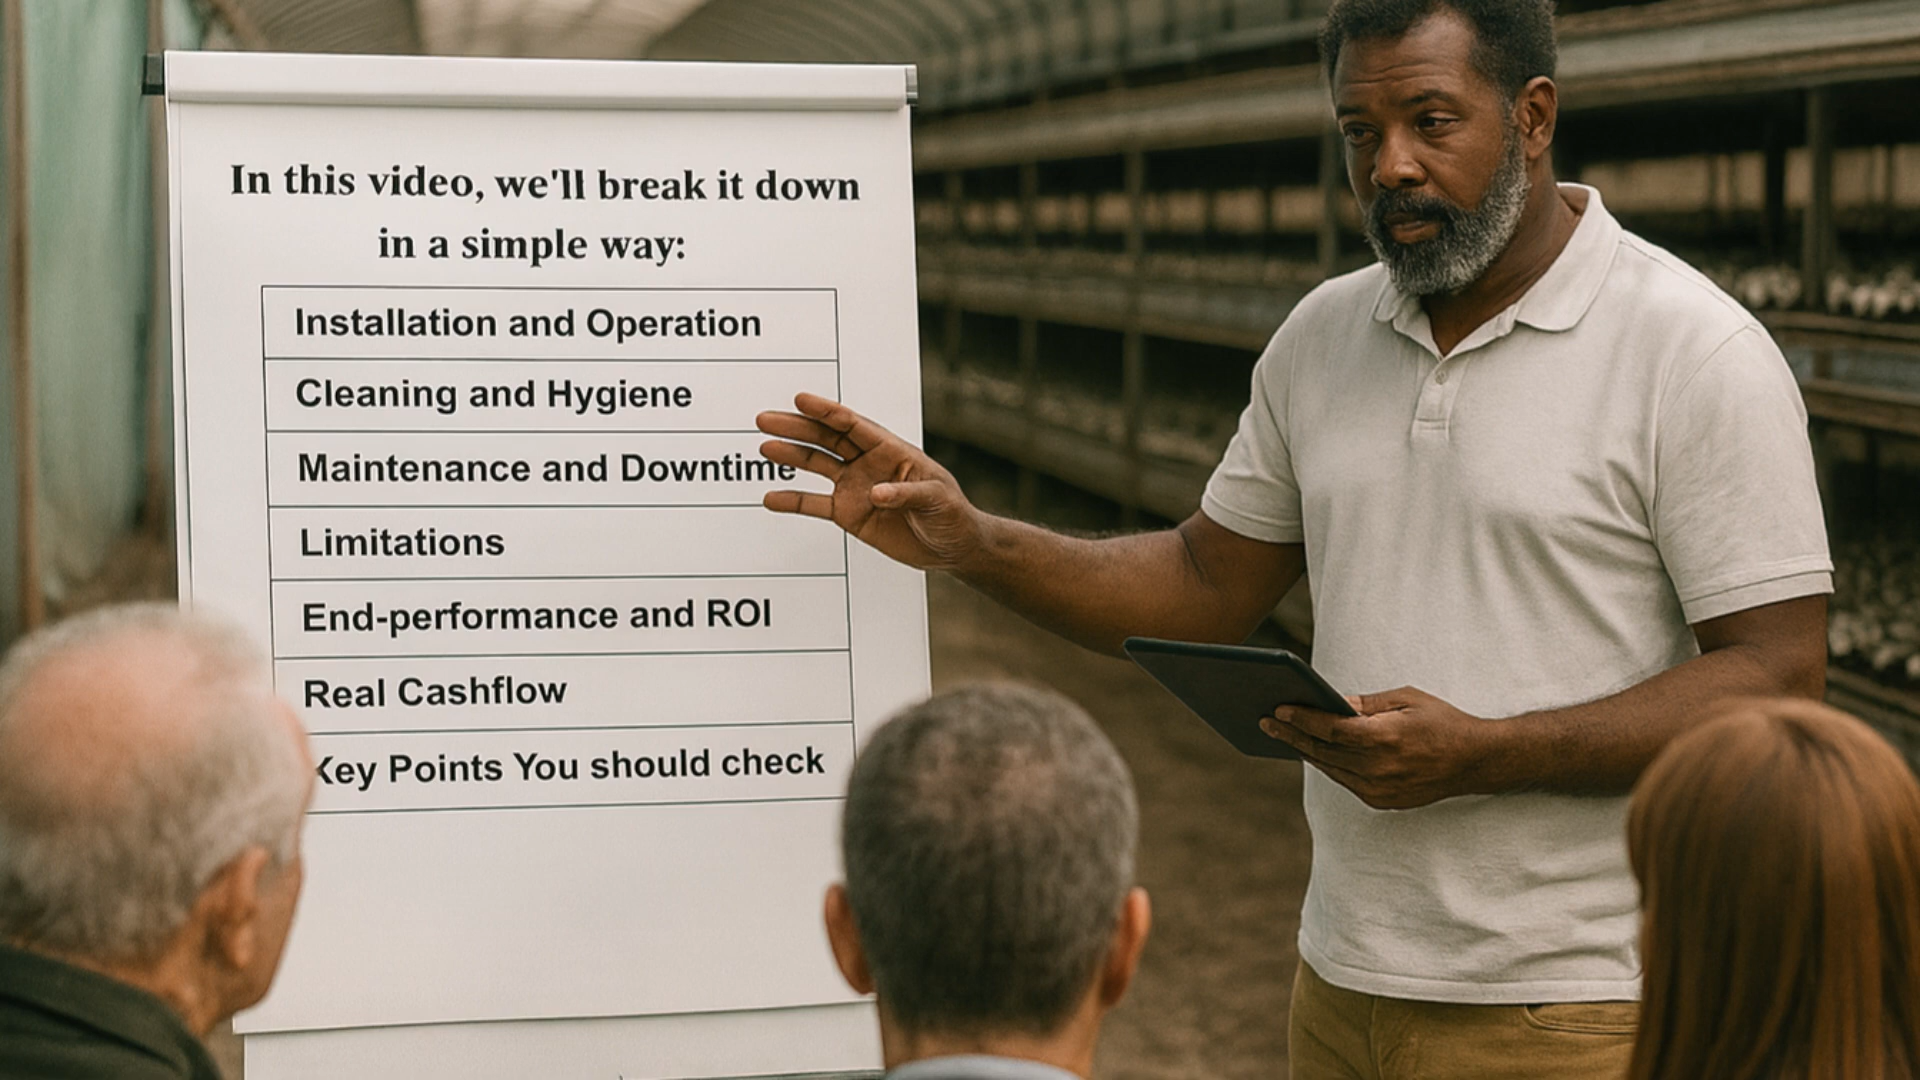 In this video, we'll break it down
in a simple way:
Installation and Operation
Cleaning and Hygiene
Maintenance and Downtime
Limitations
End-performance and ROI
Real Cashflow
Key Points You should check